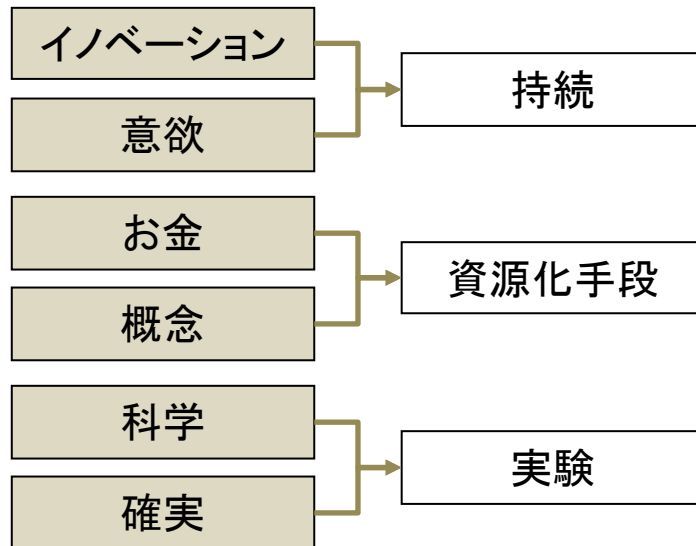 イノベーション
意欲
持続
お金
概念
資源化手段
科学
確実
実験